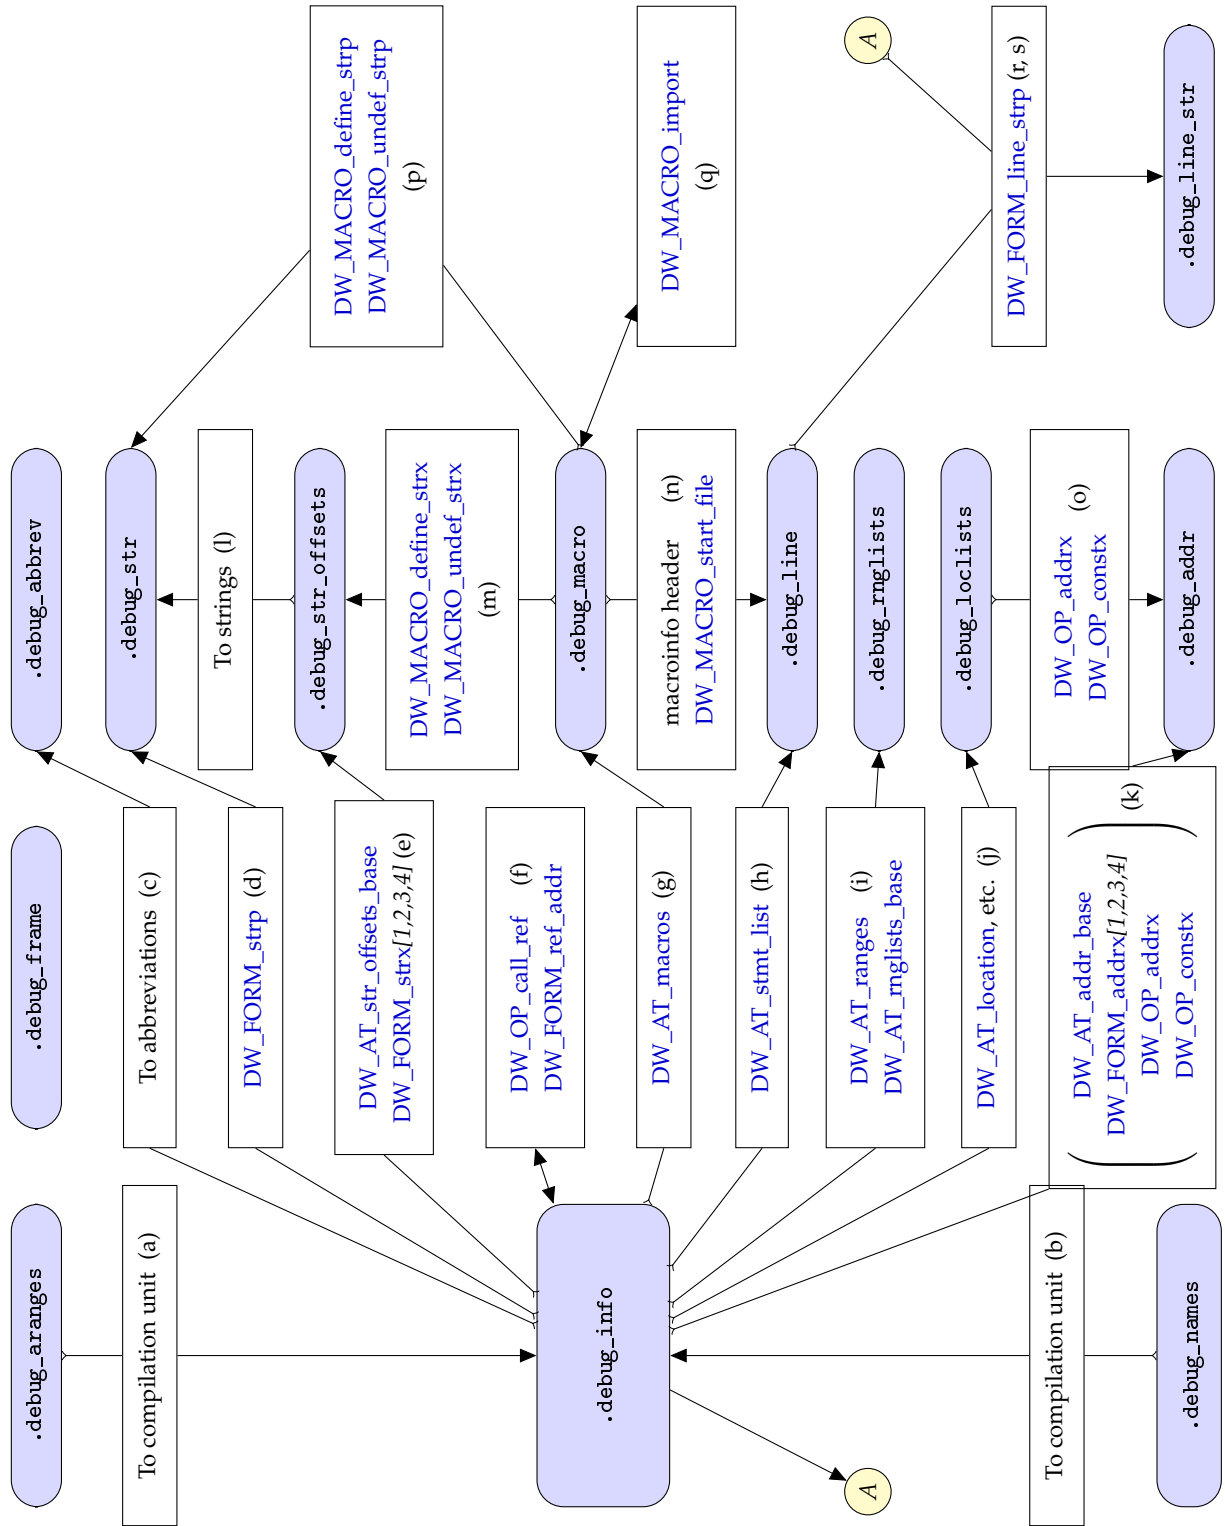 .debug_aranges
To compilation unit (a)
.debug_info
A
To compilation unit (b)
.debug_names
.debug_frame
To abbreviations (c)
DW_FORM_strp (d)
DW_AT_str_offsets_base
DW_FORM_strx[1,2,3,4] (e)
DW_OP_call_ref (f)
DW_FORM_ref_addr
DW_AT_macros (g)
DW_AT_stmt_list (h)
DW_AT_ranges (i)
DW_AT_rnglists_base
DW_AT_location, etc. (j)
DW_AT_addr_base
DW_FORM_addrx[1,2,3,4]
DW_OP_addrx
DW_OP_constx
(k)
.debug_abbrev
.debug_str
To strings (l)
.debug_str_offsets
DW_MACRO_define_strx
DW_MACRO_undef_strx
(m)
.debug_macro
macroinfo header (n)
DW_MACRO_start_file
.debug_line
.debug_rnglists
.debug_loclists
DW_OP_addrx (o)
DW_OP_constx
.debug_addr
DW_MACRO_define_strp
DW_MACRO_undef_strp
(p)
DW_MACRO_import
(q)
A
DW_FORM_line_strp (r, s)
.debug_line_str